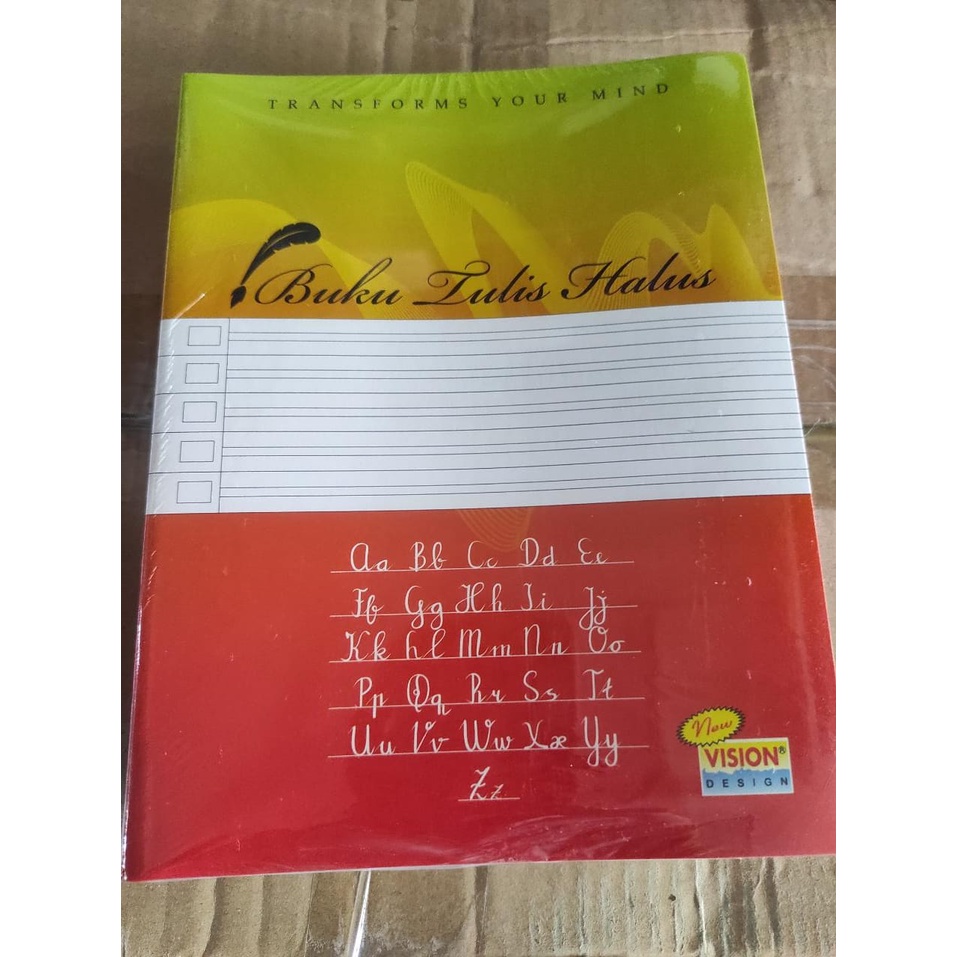 TRANSFORMS YOUR MIND
Buku Tulis Halus
Aa Bb Cc Dd Ee
Ff Gg Hh Ii Jj
Kk Ll Mm Nn Oo
Pp Qq Rr Ss Tt
Uu Vv Ww Xx Yy
Zz
New
VISION®
DESIGN